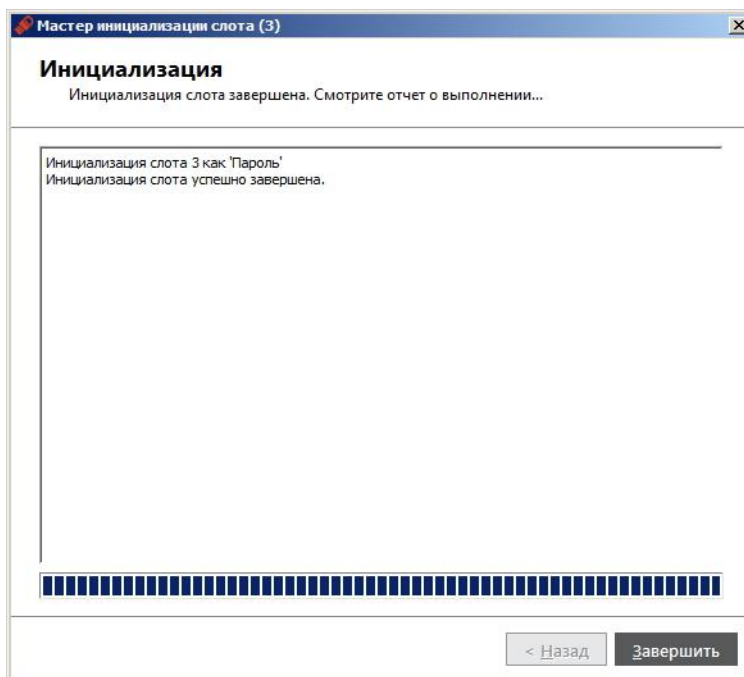 Мастер инициализации слота (3)
Инициализация
Инициализация слота завершена. Смотрите отчет о выполнении...
Инициализация слота 3 как 'Пароль'
Инициализация слота успешно завершена.
< Назад
Завершить